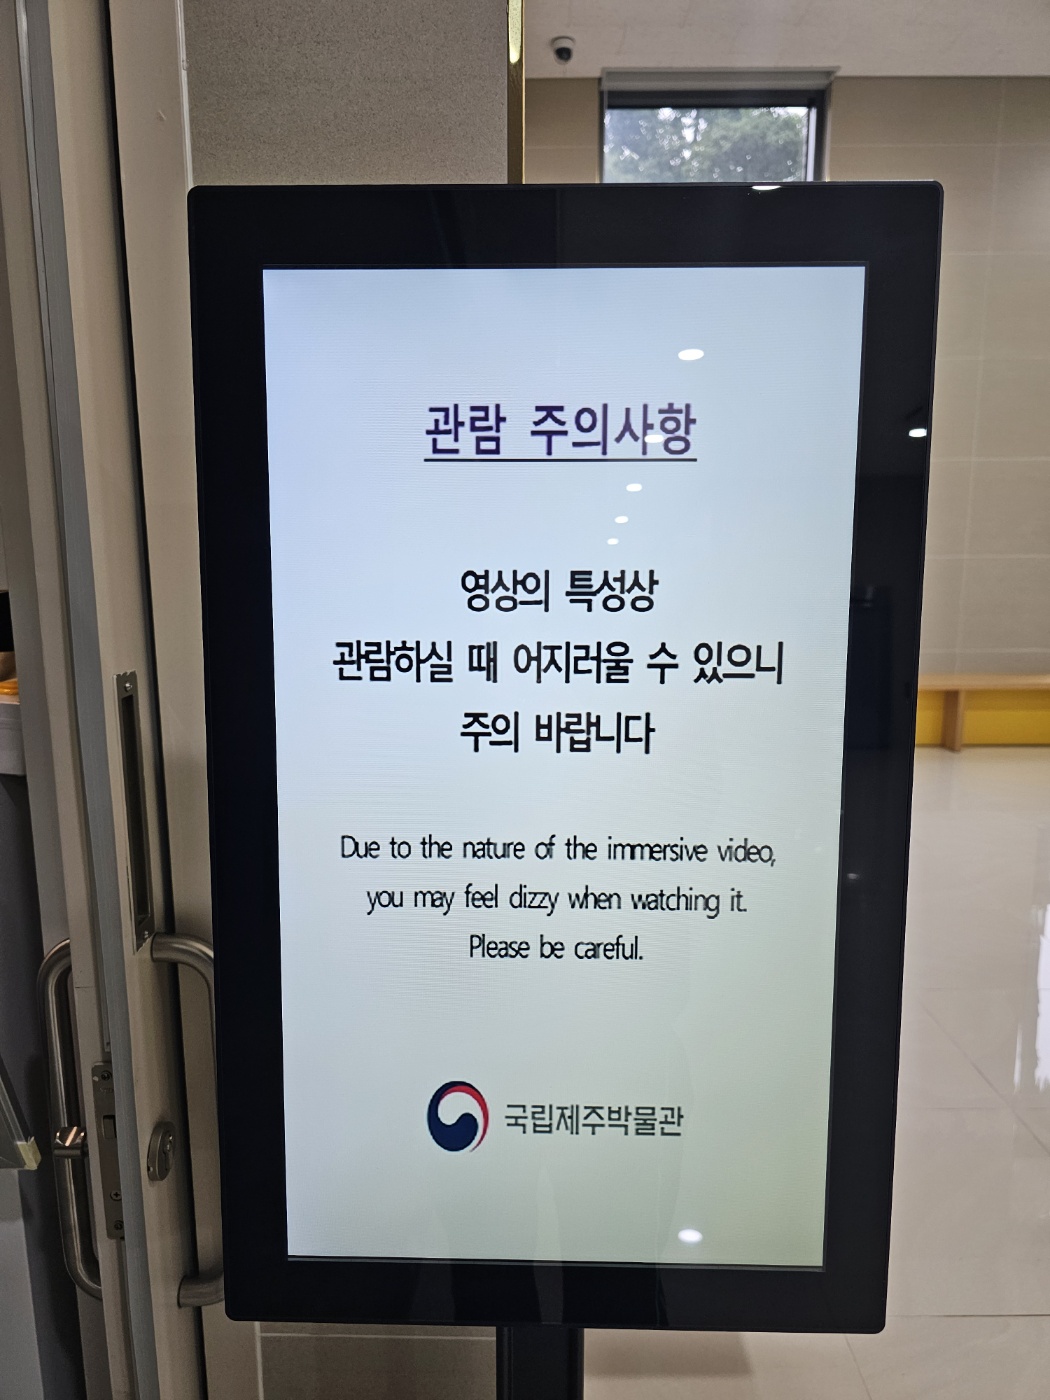 관람 주의사항
영상의 특성상
관람하실 때 어지러울 수 있으니
주의 바랍니다
Due to the nature of the immersive video,
you may feel dizzy when watching it.
Please be careful.
국립제주박물관